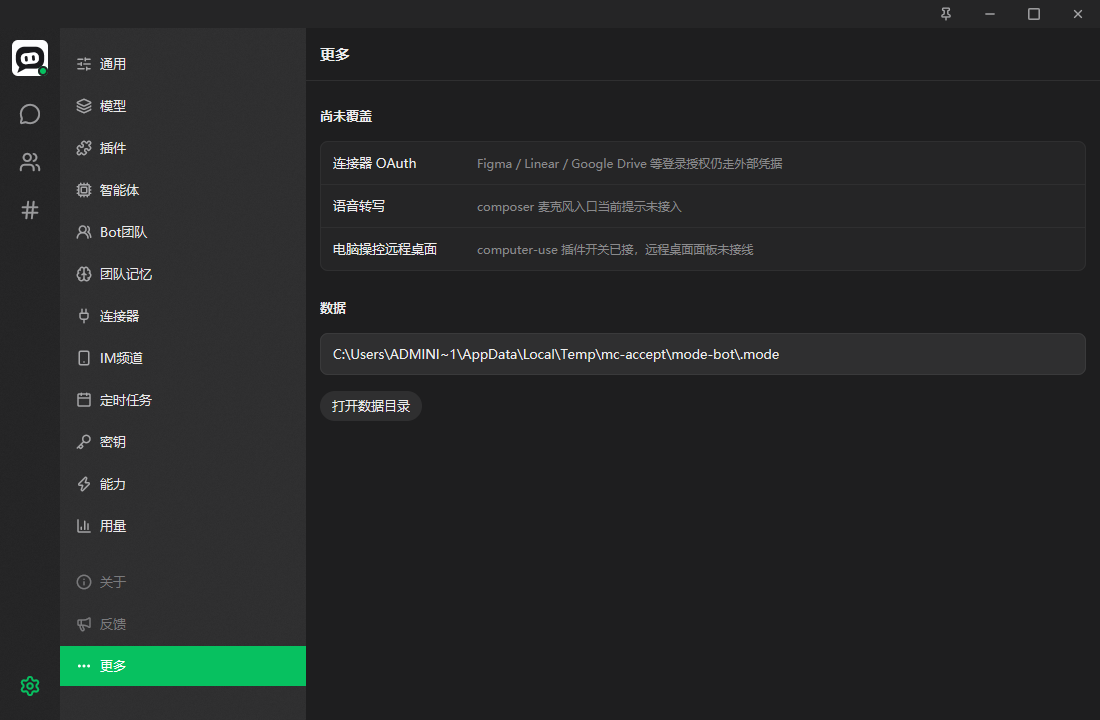 通用
模型
插件
智能体
Bot团队
团队记忆
连接器
IM频道
定时任务
密钥
能力
用量
关于
反馈
更多
更多
尚未覆盖
连接器 OAuth Figma / Linear / Google Drive 等登录授权仍走外部凭据
语音转写 composer 麦克风入口当前提示未接入
电脑操控远程桌面 computer-use 插件开关已接，远程桌面面板未接线
数据
C:\Users\ADMINI~1\AppData\Local\Temp\mc-accept\mode-bot\.mode
打开数据目录